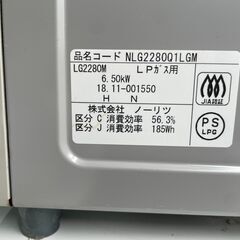 品名コード NLG2280Q1LGM
LG2280M LPガス用
6.50kW
18.11-001550
H N
株式会社 ノーリツ
区分 C 消費効率 56.3%
区分 J 消費効率 185Wh
JIA認証
PS
LPG